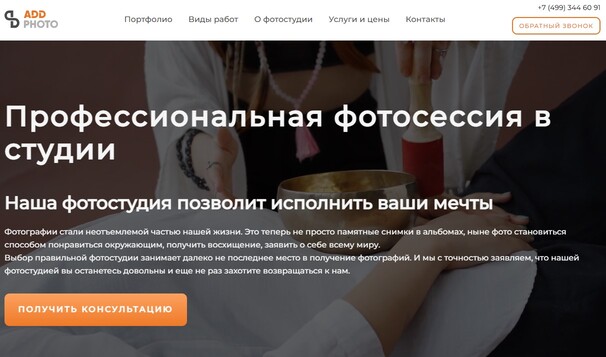 ADD
PHOTO
Портфолио Виды работ О фотостудии Услуги и цены Контакты
+7 (499) 344 60 91
ОБРАТНЫЙ ЗВОНОК
Профессиональная фотосессия в
студии
Наша фотостудия позволит исполнить ваши мечты
Фотографии стали неотъемлемой частью нашей жизни. Это теперь не просто памятные снимки в альбомах, ныне фото становиться
способом понравиться окружающим, получить восхищение, заявить о себе всему миру.
Выбор правильной фотостудии занимает далеко не последнее место в получение фотографий. И мы с точностью заявляем, что нашей
фотостудией вы останетесь довольны и еще не раз захотите возвращаться к нам.
ПОЛУЧИТЬ КОНСУЛЬТАЦИЮ